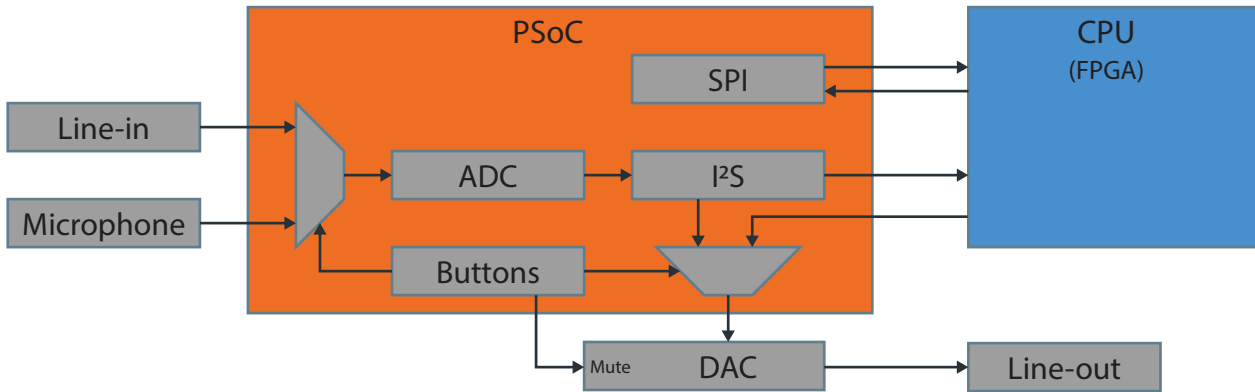 PSoC
CPU
(FPGA)
SPI
Line-in
ADC
I²S
Microphone
Buttons
Mute
DAC
Line-out